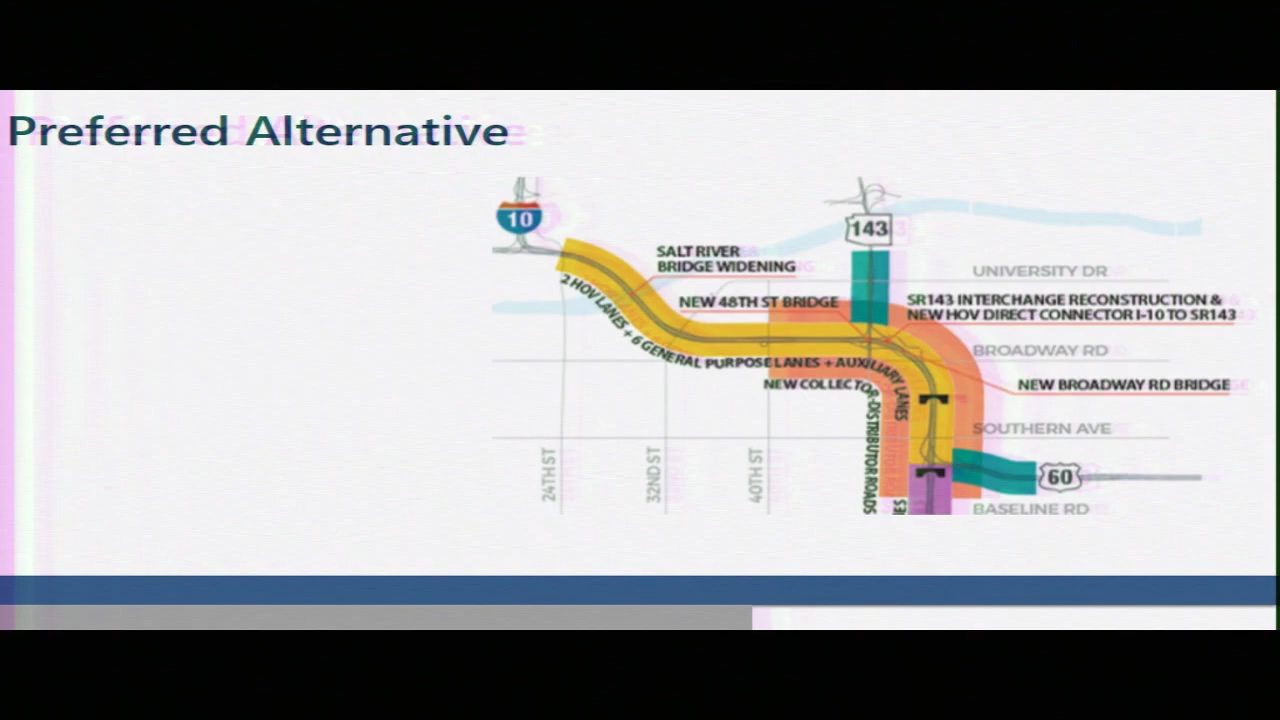 Preferred Alternative
10
143
SALT RIVER
BRIDGE WIDENING
UNIVERSITY DR
NEW 48TH ST BRIDGE
SR143 INTERCHANGE RECONSTRUCTION &
NEW HOV DIRECT CONNECTOR I-10 TO SR143
2 HOV LANES + 6 GENERAL PURPOSE LANES + AUXILIARY LANES
BROADWAY RD
NEW COLLECTOR-DISTRIBUTOR ROADS
NEW BROADWAY RD BRIDGE
SOUTHERN AVE
24TH ST
32ND ST
40TH ST
60
BASELINE RD